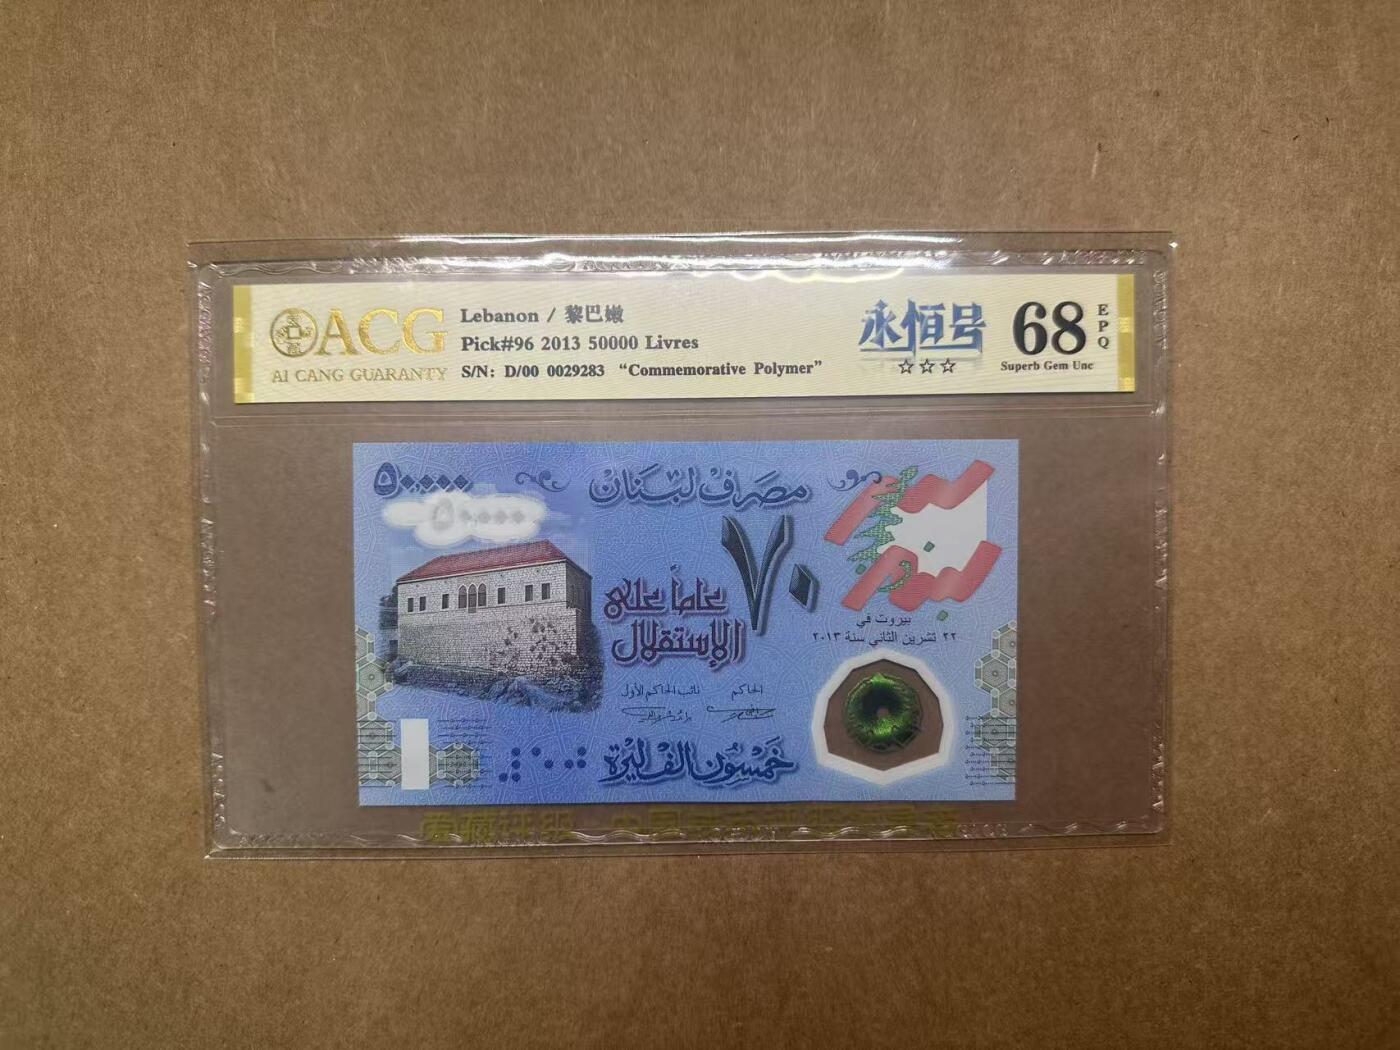 ACG
AI CANG GUARANTY
Lebanon / 黎巴嫩
Pick#96 2013 50000 Livres
S/N: D/00 0029283 “Commemorative Polymer”
永恒号
☆☆☆
68
EPQ
Superb Gem Unc
٥٠٠٠٠
مصرف لبنان
٥٠٠٠٠
٧٠
عاماً على
الإستقلال
بيروت في
٢٢ تشرين الثاني سنة ٢٠١٣
الحاكم
نائب الحاكم الأول
خمسون الف ليرة